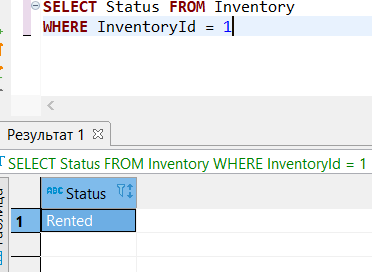 SELECT Status FROM Inventory
WHERE InventoryId = 1
Результат 1
SELECT Status FROM Inventory WHERE InventoryId = 1
ABC Status
1 Rented